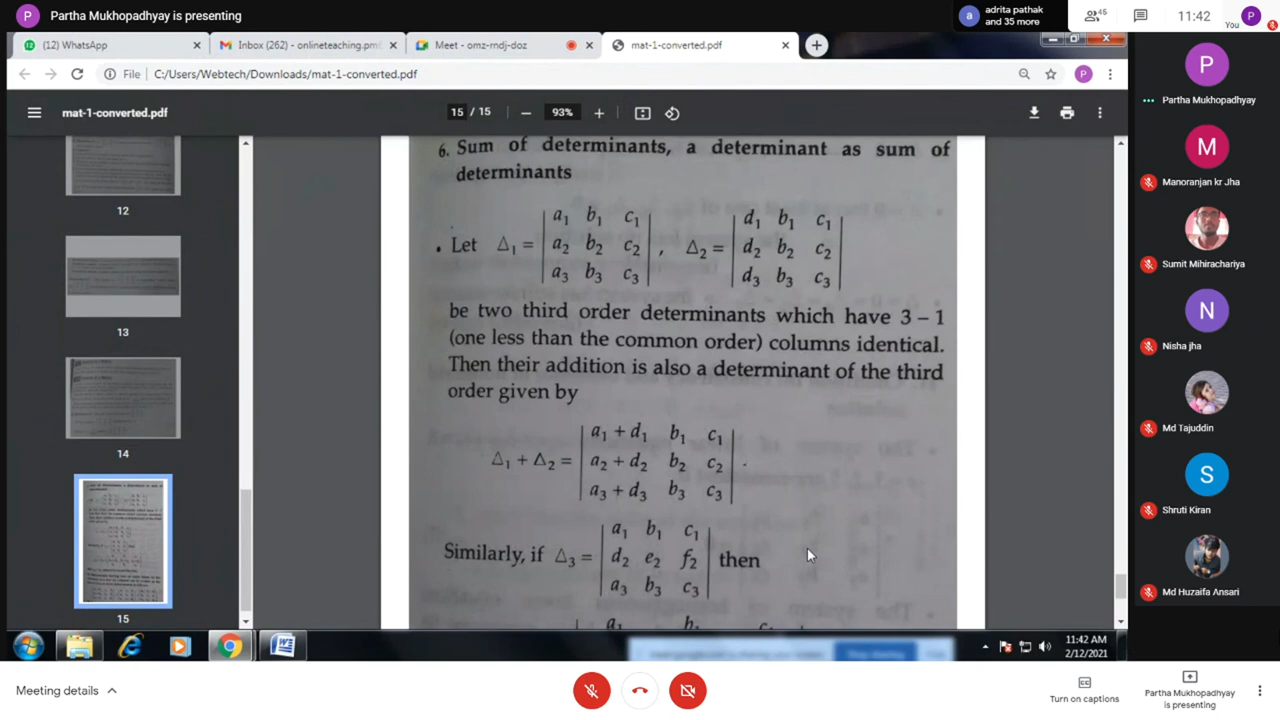 P Partha Mukhopadhyay is presenting
a adrita pathak
and 35 more
45
11:42
You P
(12) WhatsApp
Inbox (262) - onlineteaching.pmb
Meet - omz-rndj-doz
mat-1-converted.pdf
File C:/Users/Webtech/Downloads/mat-1-converted.pdf
P
mat-1-converted.pdf
15 / 15
93%
12
13
14
15
6. Sum of determinants, a determinant as sum of
determinants
• Let Δ₁ = | a₁ b₁ c₁ |, Δ₂ = | d₁ b₁ c₁ |
| a₂ b₂ c₂ | | d₂ b₂ c₂ |
| a₃ b₃ c₃ | | d₃ b₃ c₃ |
be two third order determinants which have 3 – 1
(one less than the common order) columns identical.
Then their addition is also a determinant of the third
order given by
Δ₁ + Δ₂ = | a₁ + d₁ b₁ c₁ |
| a₂ + d₂ b₂ c₂ | .
| a₃ + d₃ b₃ c₃ |
Similarly, if Δ₃ = | a₁ b₁ c₁ | then
| d₂ e₂ f₂ |
| a₃ b₃ c₃ |
P
Partha Mukhopadhyay
M
Manoranjan kr Jha
Sumit Mihirachariya
N
Nisha jha
Md Tajuddin
S
Shruti Kiran
Md Huzaifa Ansari
11:42 AM
2/12/2021
Meeting details
Turn on captions
Partha Mukhopadhyay
is presenting